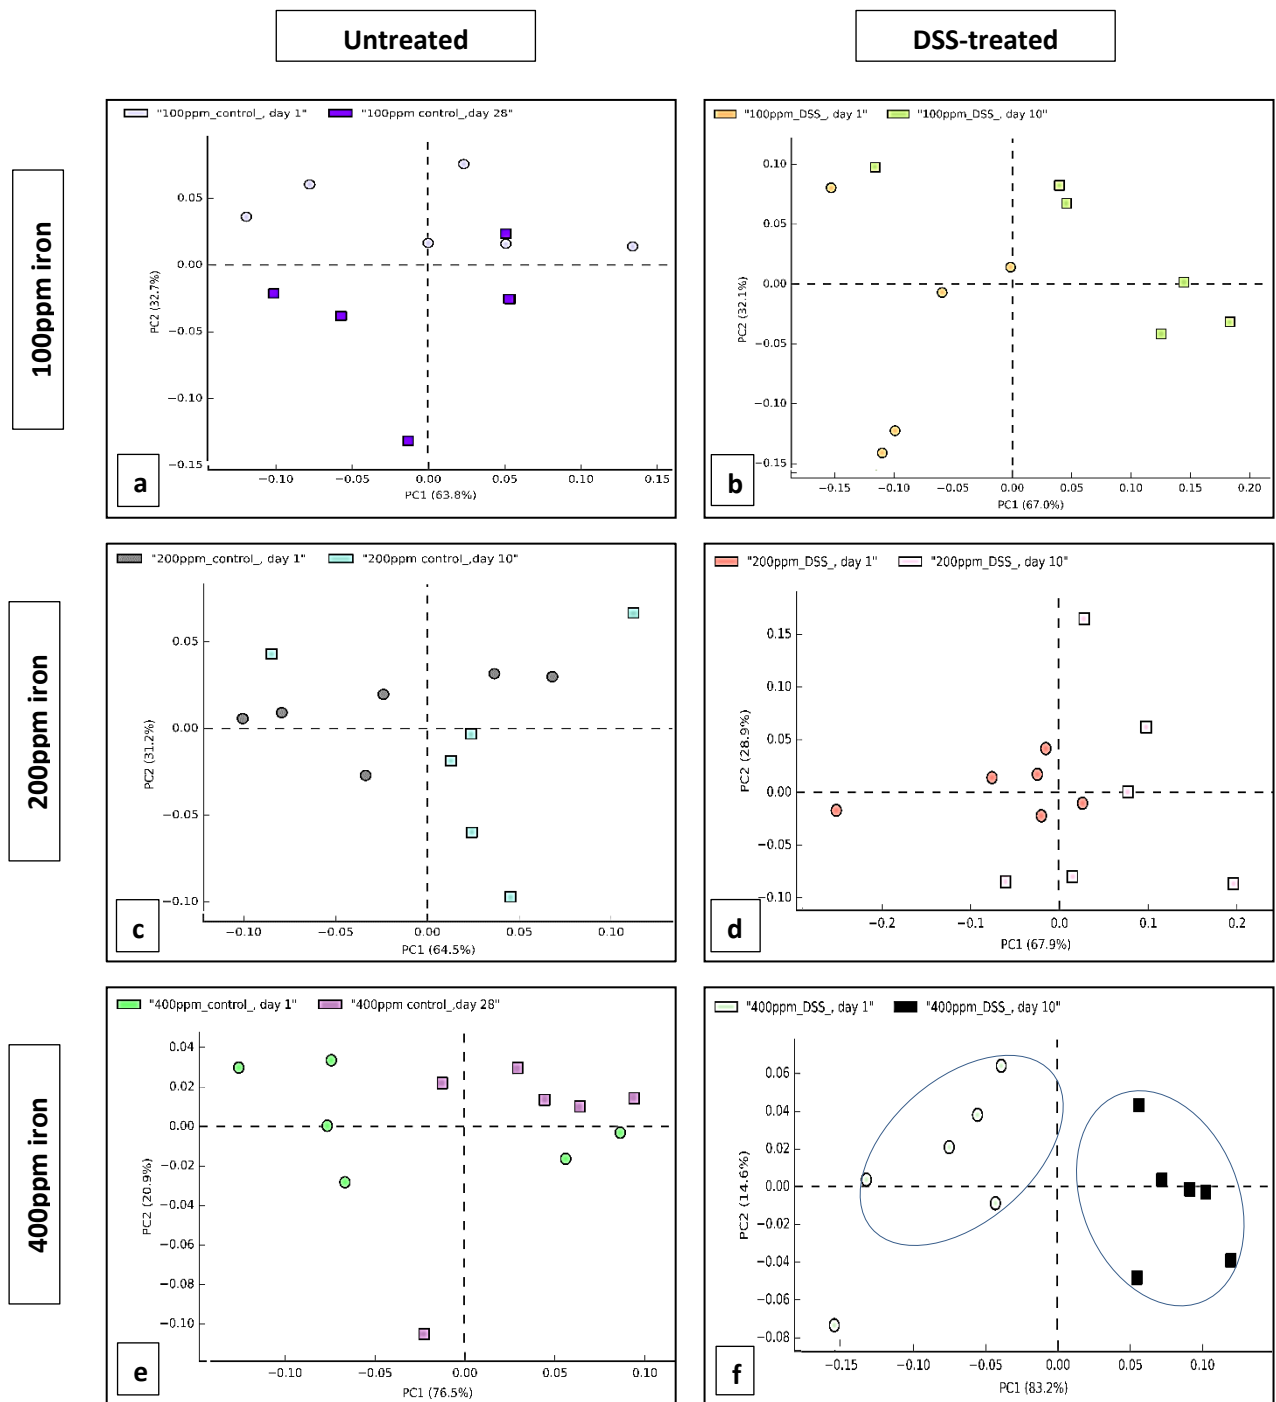 Untreated
DSS-treated
100ppm iron
"100ppm_control_, day 1" "100ppm control_,day 28"
0.05
0.00
−0.05
−0.10
−0.15
PC2 (32.7%)
−0.10 −0.05 0.00 0.05 0.10 0.15
PC1 (63.8%)
a
"100ppm_DSS_, day 1" "100ppm_DSS_, day 10"
0.10
0.05
0.00
−0.05
−0.10
−0.15
PC2 (32.1%)
−0.15 −0.10 −0.05 0.00 0.05 0.10 0.15 0.20
PC1 (67.0%)
b
200ppm iron
"200ppm_control_, day 1" "200ppm control_,day 10"
0.05
0.00
−0.05
−0.10
PC2 (31.2%)
−0.10 −0.05 0.00 0.05 0.10
PC1 (64.5%)
c
"200ppm_DSS_, day 1" "200ppm_DSS_, day 10"
0.15
0.10
0.05
0.00
−0.05
−0.10
PC2 (28.9%)
−0.2 −0.1 0.0 0.1 0.2
PC1 (67.9%)
d
400ppm iron
"400ppm_control_, day 1" "400ppm control_,day 28"
0.04
0.02
0.00
−0.02
−0.04
−0.06
−0.08
−0.10
PC2 (20.9%)
−0.10 −0.05 0.00 0.05 0.10
PC1 (76.5%)
e
"400ppm_DSS_, day 1" "400ppm_DSS_, day 10"
0.06
0.04
0.02
0.00
−0.02
−0.04
−0.06
−0.08
PC2 (14.6%)
−0.15 −0.10 −0.05 0.00 0.05 0.10
PC1 (83.2%)
f